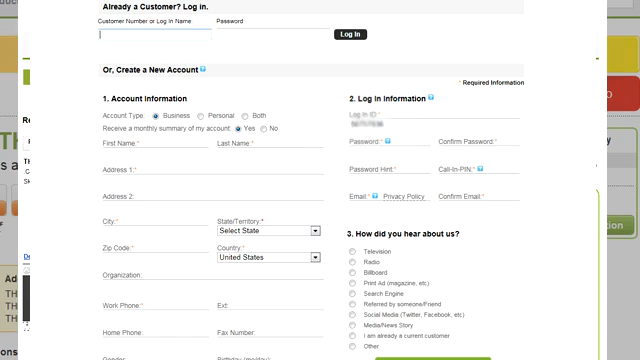 Already a Customer? Log in.
Customer Number or Log In Name
Password
Log In
Or, Create a New Account
* Required Information
1. Account Information
Account Type Business Personal Both
Receive a monthly summary of my account Yes No
First Name:* Last Name:*
Address 1:*
Address 2:
City:* State/Territory:*
Select State
Zip Code:* Country:*
United States
Organization:
Work Phone:* Ext:
Home Phone: Fax Number:
2. Log In Information
Log In ID:*
Password:* Confirm Password:*
Password Hint:* Call-In-PIN:*
Email:* Privacy Policy Confirm Email:*
3. How did you hear about us?
Television
Radio
Billboard
Print Ad (magazine, etc)
Search Engine
Referred by someone/Friend
Social Media (Twitter, Facebook, etc)
Media/News Story
I am already a current customer
Other